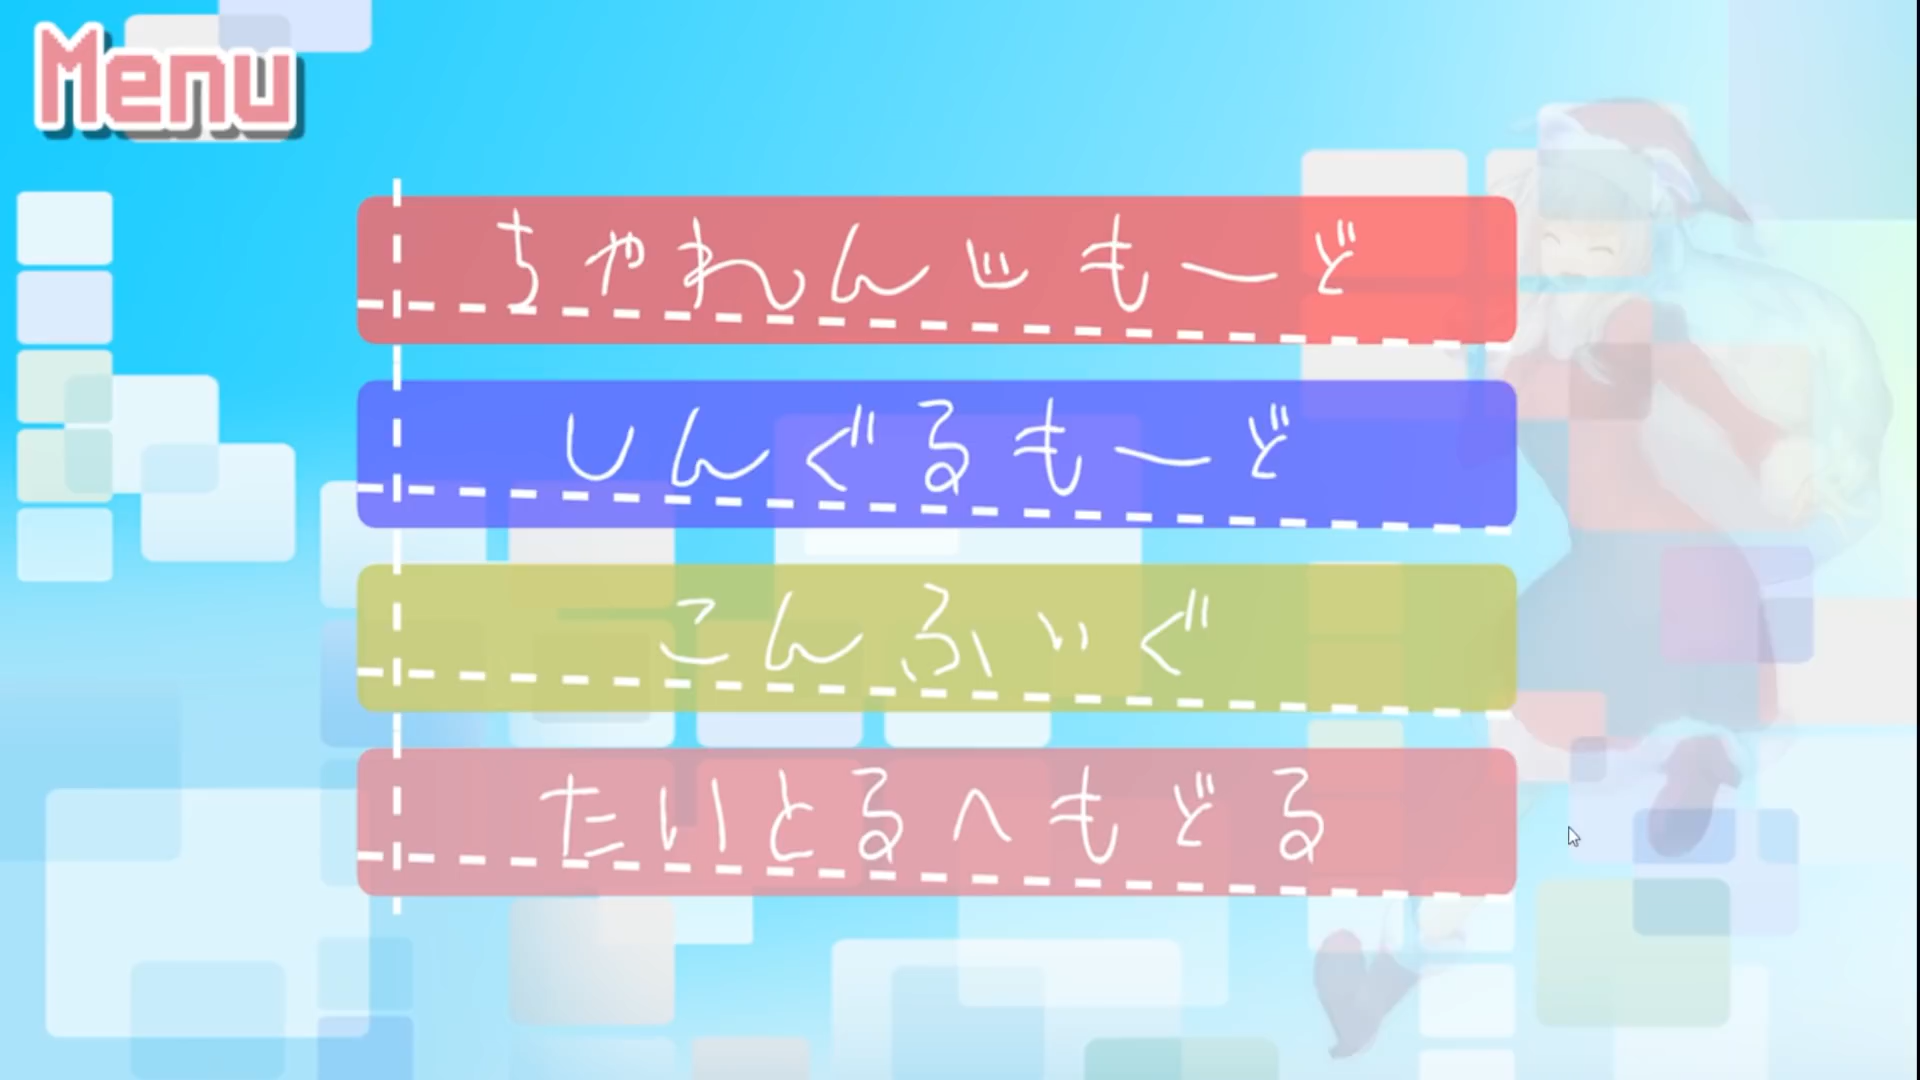 Menu
ちゃれんじもーど
しんぐるもーど
こんふぃぐ
たいとるへもどる